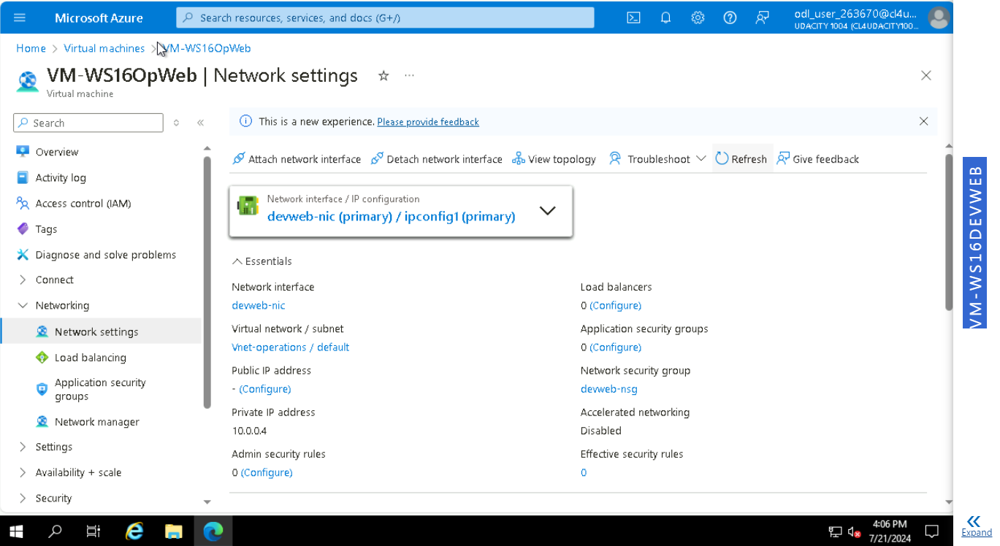 Microsoft Azure
Search resources, services, and docs (G+/)
odl_user_263670@cl4u...
UDACITY 1004 (CL4UDACITY100...
Home > Virtual machines > VM-WS16OpWeb
VM-WS16OpWeb | Network settings
Virtual machine
Search
This is a new experience. Please provide feedback
Overview
Activity log
Access control (IAM)
Tags
Diagnose and solve problems
Connect
Networking
Network settings
Load balancing
Application security
groups
Network manager
Settings
Availability + scale
Security
Attach network interface
Detach network interface
View topology
Troubleshoot
Refresh
Give feedback
Network interface / IP configuration
devweb-nic (primary) / ipconfig1 (primary)
Essentials
Network interface
devweb-nic
Virtual network / subnet
Vnet-operations / default
Public IP address
- (Configure)
Private IP address
10.0.0.4
Admin security rules
0 (Configure)
Load balancers
0 (Configure)
Application security groups
0 (Configure)
Network security group
devweb-nsg
Accelerated networking
Disabled
Effective security rules
0
VM-WS16DEVWEB
4:06 PM
7/21/2024
Expand